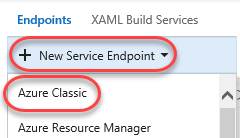 Endpoints XAML Build Services
+ New Service Endpoint
Azure Classic
Azure Resource Manager